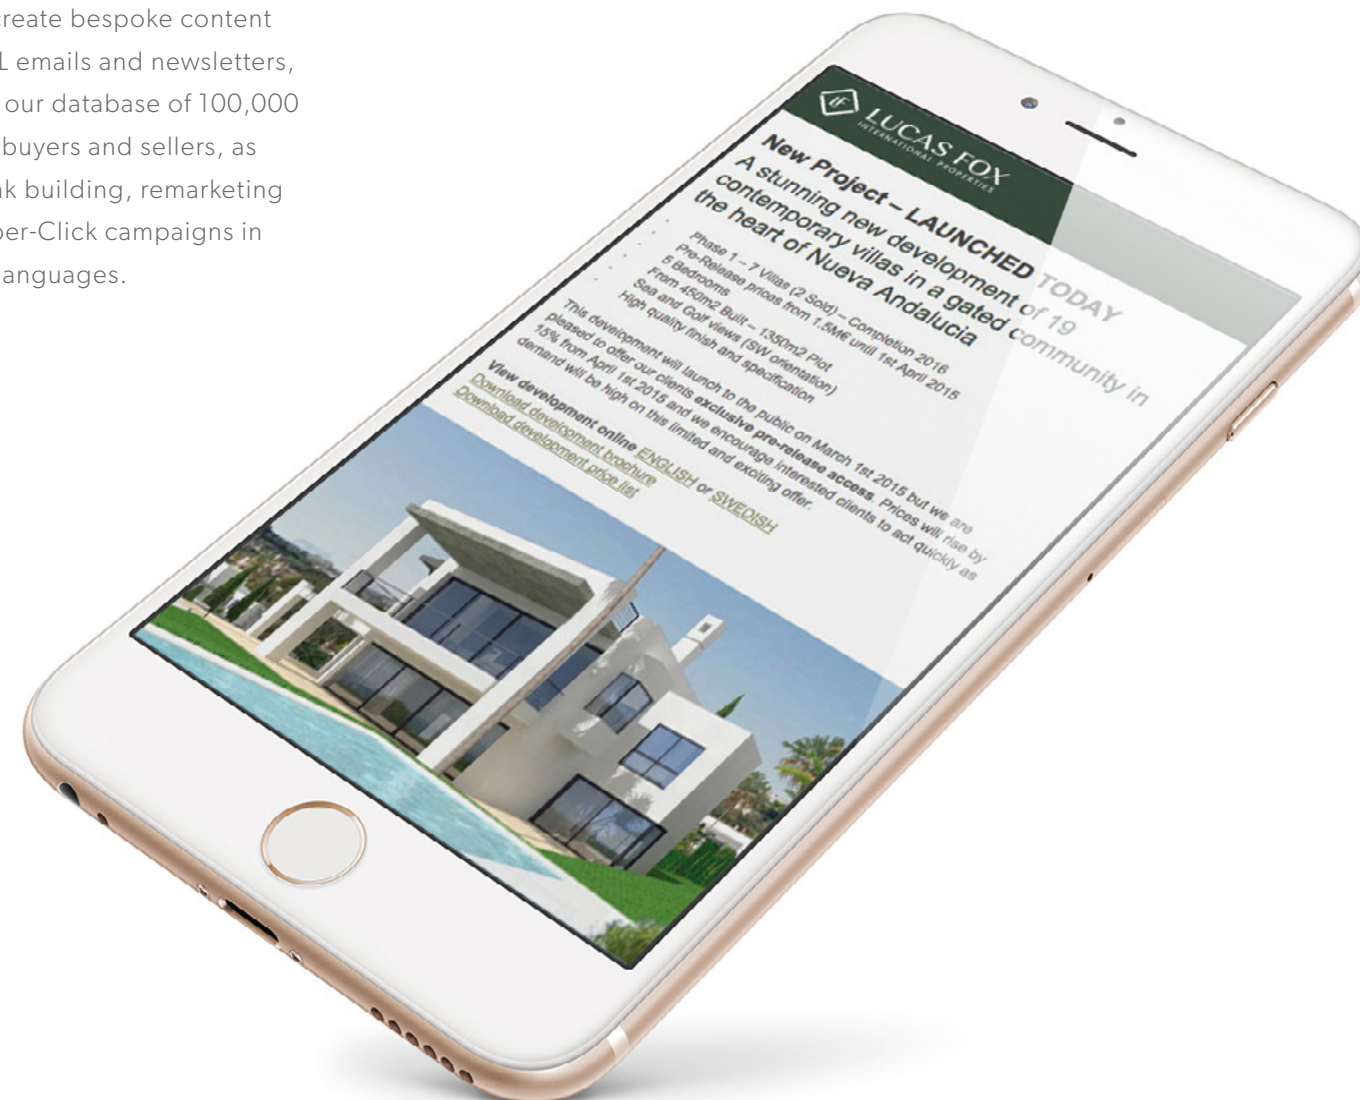 create bespoke content
L emails and newsletters,
our database of 100,000
buyers and sellers, as
nk building, remarketing
per-Click campaigns in
languages.
LF
LUCAS FOX
INTERNATIONAL PROPERTIES
New Project – LAUNCHED TODAY
A stunning new development of 19
contemporary villas in a gated community in
the heart of Nueva Andalucia
Phase 1 – 7 Villas (2 Sold) – Completion 2016
Pre-Release prices from 1.5M€ until 1st April 2015
5 Bedrooms
From 450m2 Built – 1350m2 Plot
Sea and Golf views (SW orientation)
High quality finish and specification
This development will launch to the public on March 1st 2015 but we are
pleased to offer our clients exclusive pre-release access. Prices will rise by
15% from April 1st 2015 and we encourage interested clients to act quickly as
demand will be high on this limited and exciting offer.
View development online ENGLISH or SWEDISH
Download development brochure
Download development price list